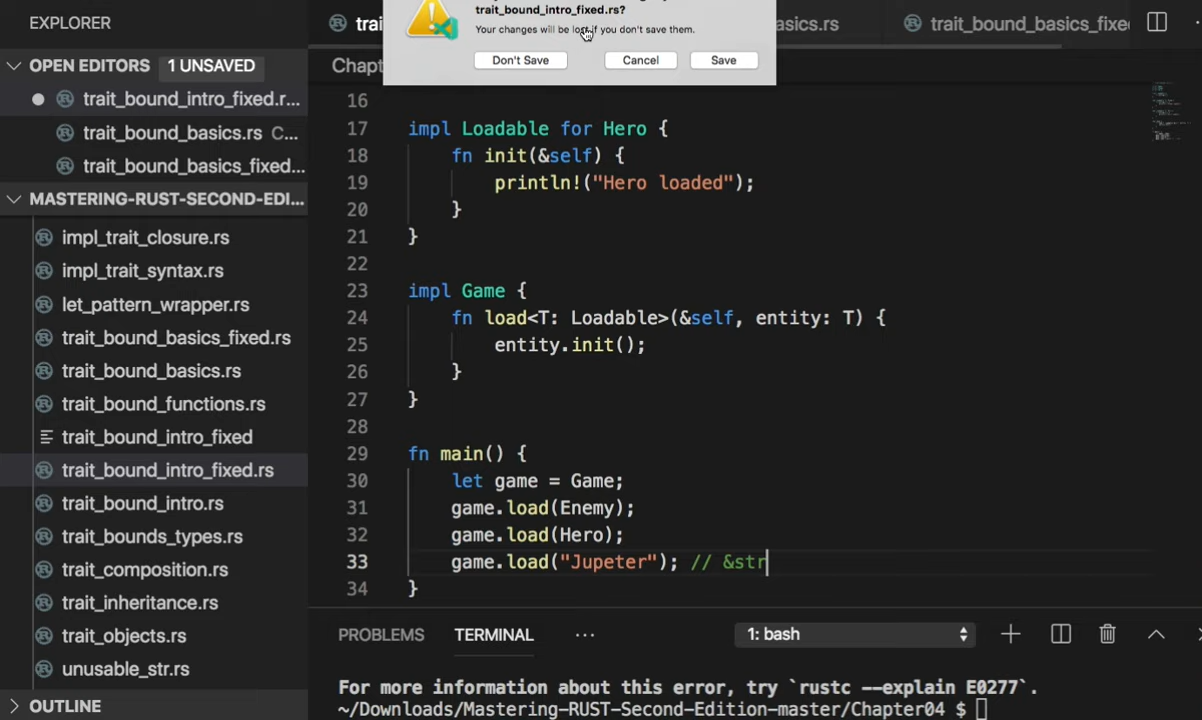 EXPLORER
trai
asics.rs
trait_bound_basics_fixe
trait_bound_intro_fixed.rs?
Your changes will be lost if you don't save them.
Don't Save
Cancel
Save
OPEN EDITORS
1 UNSAVED
Chapt
trait_bound_intro_fixed.r...
trait_bound_basics.rs C...
trait_bound_basics_fixed...
MASTERING-RUST-SECOND-EDI...
impl_trait_closure.rs
impl_trait_syntax.rs
let_pattern_wrapper.rs
trait_bound_basics_fixed.rs
trait_bound_basics.rs
trait_bound_functions.rs
trait_bound_intro_fixed
trait_bound_intro_fixed.rs
trait_bound_intro.rs
trait_bounds_types.rs
trait_composition.rs
trait_inheritance.rs
trait_objects.rs
unusable_str.rs
OUTLINE
16
17 impl Loadable for Hero {
18 fn init(&self) {
19 println!("Hero loaded");
20 }
21 }
22
23 impl Game {
24 fn load<T: Loadable>(&self, entity: T) {
25 entity.init();
26 }
27 }
28
29 fn main() {
30 let game = Game;
31 game.load(Enemy);
32 game.load(Hero);
33 game.load("Jupeter"); // &str
34 }
PROBLEMS
TERMINAL
...
1: bash
For more information about this error, try `rustc --explain E0277`.
~/Downloads/Mastering-RUST-Second-Edition-master/Chapter04 $